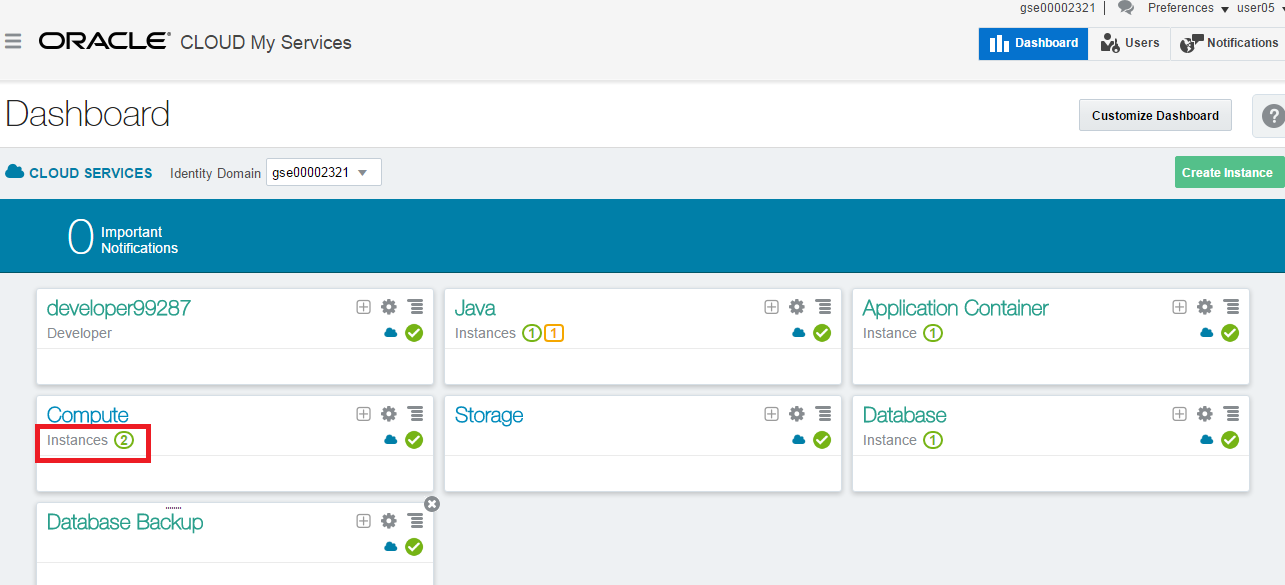 gse00002321 Preferences user05
ORACLE CLOUD My Services
Dashboard Users Notifications
Dashboard
Customize Dashboard
?
CLOUD SERVICES Identity Domain gse00002321
Create Instance
0 Important
Notifications
developer99287
Developer
Java
Instances 1 1
Application Container
Instance 1
Compute
Instances 2
Storage
Database
Instance 1
Database Backup